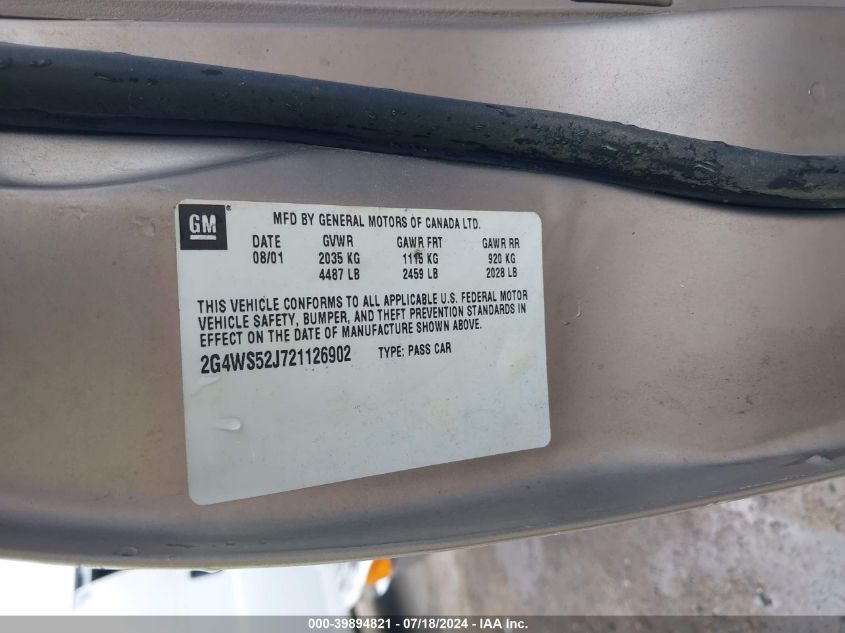 GM
MFD BY GENERAL MOTORS OF CANADA LTD.
DATE GVWR GAWR FRT GAWR RR
08/01 2035 KG 1115 KG 920 KG
4487 LB 2459 LB 2028 LB
THIS VEHICLE CONFORMS TO ALL APPLICABLE U.S. FEDERAL MOTOR
VEHICLE SAFETY, BUMPER, AND THEFT PREVENTION STANDARDS IN
EFFECT ON THE DATE OF MANUFACTURE SHOWN ABOVE.
2G4WS52J721126902 TYPE: PASS CAR
000-39894821 - 07/18/2024 - IAA Inc.